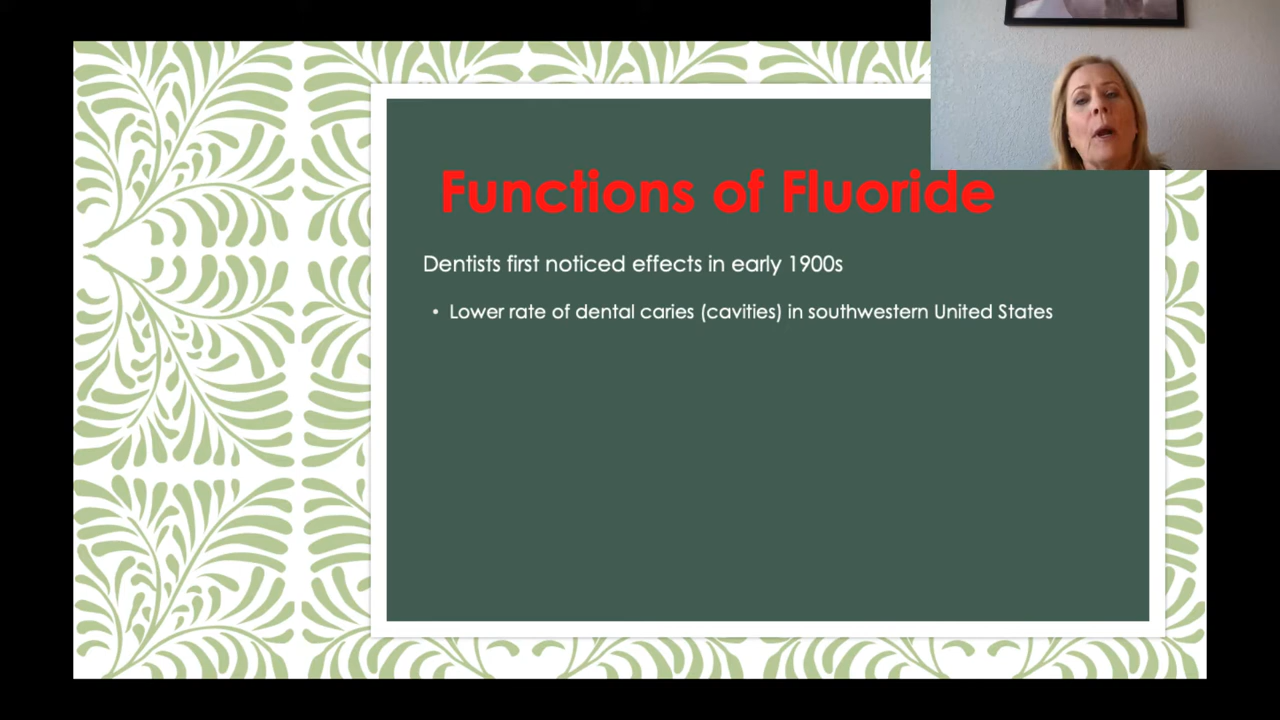 Functions of Fluoride
Dentists first noticed effects in early 1900s
• Lower rate of dental caries (cavities) in southwestern United States